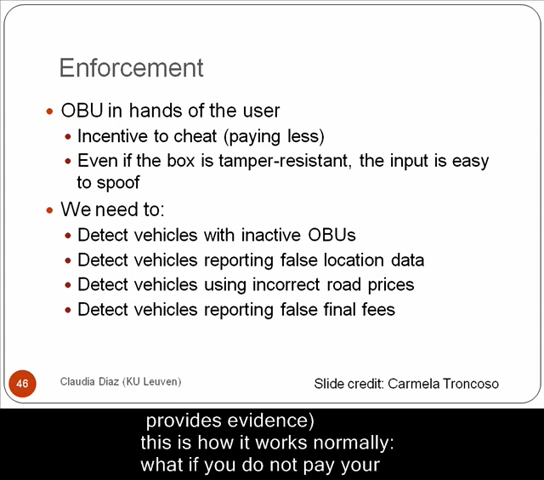 Enforcement
• OBU in hands of the user
• Incentive to cheat (paying less)
• Even if the box is tamper-resistant, the input is easy
to spoof
• We need to:
• Detect vehicles with inactive OBUs
• Detect vehicles reporting false location data
• Detect vehicles using incorrect road prices
• Detect vehicles reporting false final fees
46
Claudia Diaz (KU Leuven)
Slide credit: Carmela Troncoso
provides evidence)
this is how it works normally:
what if you do not pay your